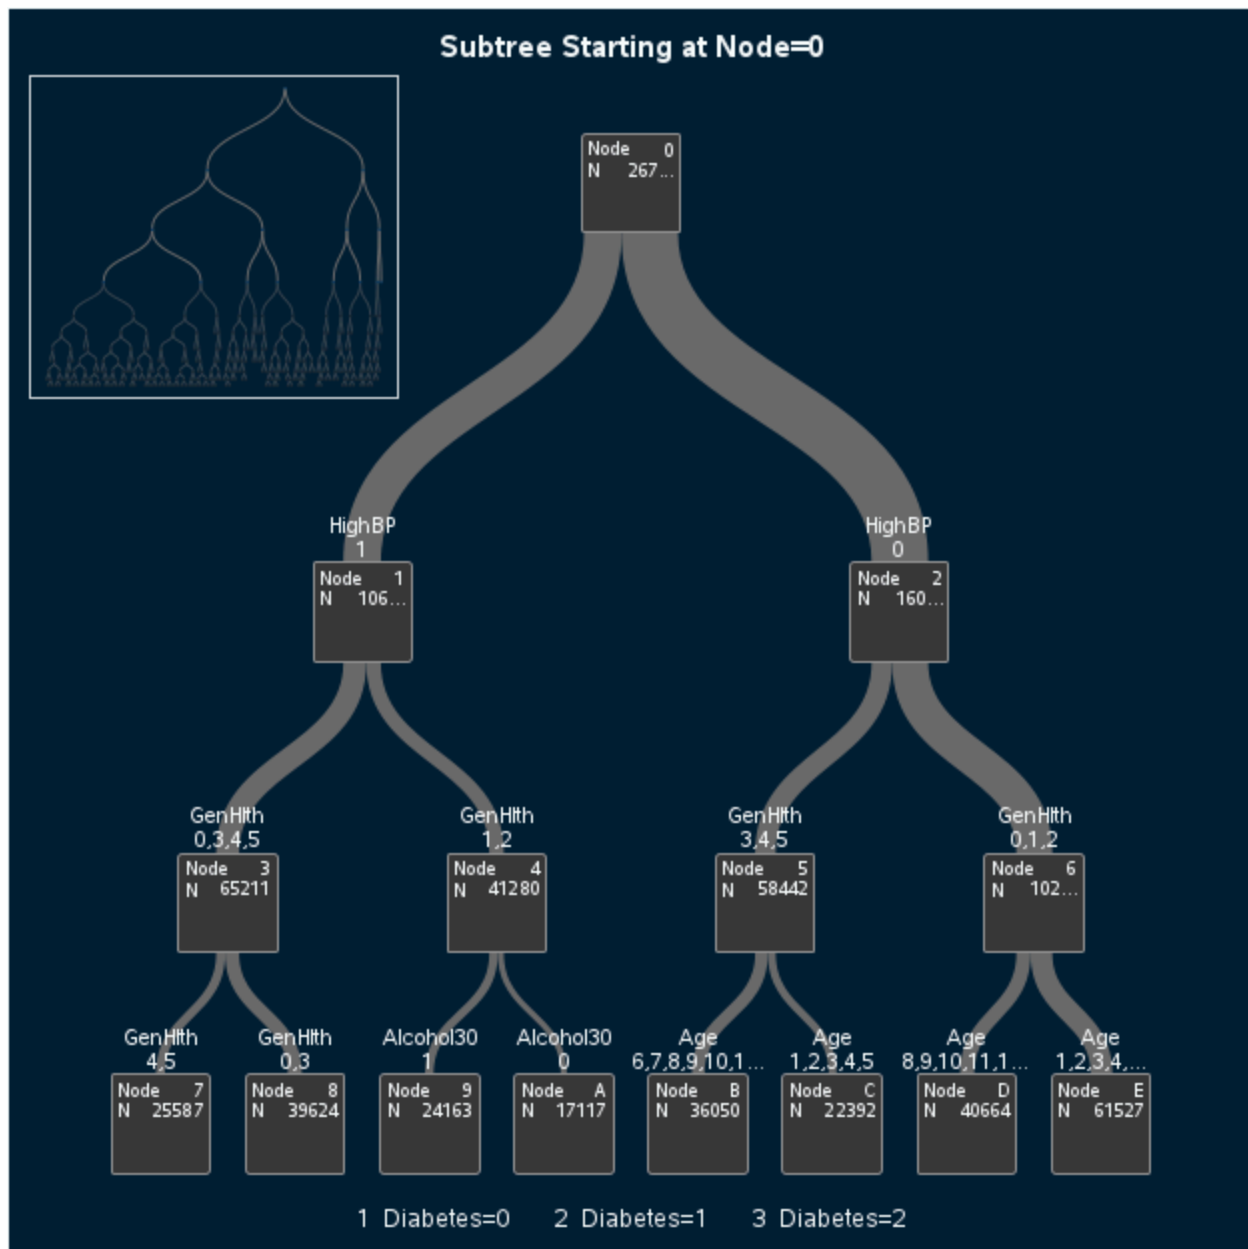 Subtree Starting at Node=0
Node 0
N 267...
HighBP
1
HighBP
0
Node 1
N 106...
Node 2
N 160...
GenHlth
0,3,4,5
GenHlth
1,2
GenHlth
3,4,5
GenHlth
0,1,2
Node 3
N 65211
Node 4
N 41280
Node 5
N 58442
Node 6
N 102...
GenHlth
4,5
GenHlth
0,3
Alcohol30
1
Alcohol30
0
Age
6,7,8,9,10,1...
Age
1,2,3,4,5
Age
8,9,10,11,1...
Age
1,2,3,4,...
Node 7
N 25587
Node 8
N 39624
Node 9
N 24163
Node A
N 17117
Node B
N 36050
Node C
N 22392
Node D
N 40664
Node E
N 61527
1 Diabetes=0 2 Diabetes=1 3 Diabetes=2